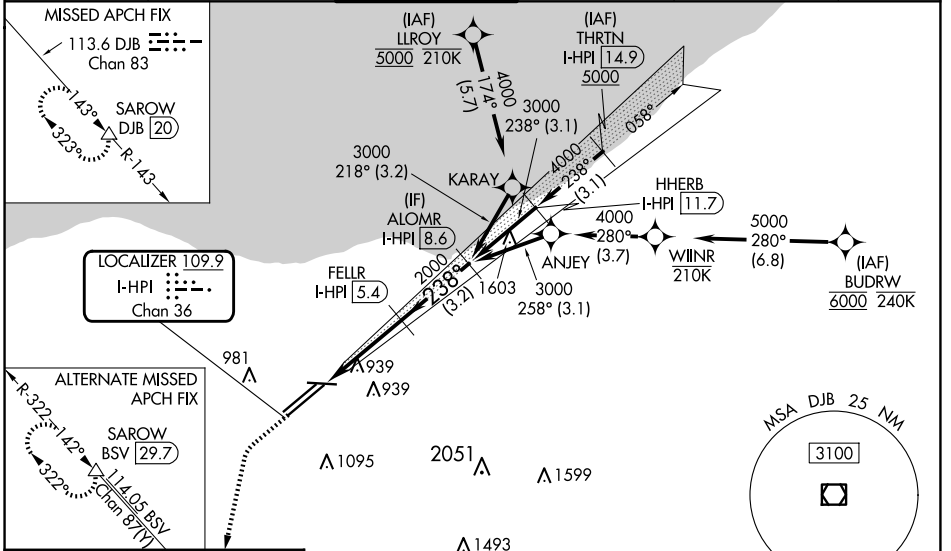 MISSED APCH FIX
113.6 DJB
Chan 83
143°
323°
SAROW
DJB 20
R-143
(IAF)
LLROY
5000 210K
4000
174°
(5.7)
(IAF)
THRTN
I-HPI 14.9
5000
3000
238° (3.1)
3000
218° (3.2)
KARAY
4000
238°
(3.1)
058°
HHERB
I-HPI 11.7
(IF)
ALOMR
I-HPI 8.6
4000
280°
(3.7)
5000
280°
(6.8)
ANJEY
WIINR
210K
(IAF)
BUDRW
6000 240K
LOCALIZER 109.9
I-HPI
Chan 36
FELLR
I-HPI 5.4
2000
238°
(3.2)
1603
3000
258° (3.1)
981
939
939
ALTERNATE MISSED
APCH FIX
R-322
142°
322°
SAROW
BSV 29.7
114.05 BSV
Chan 87(Y)
1095
2051
1599
1493
MSA DJB 25 NM
3100